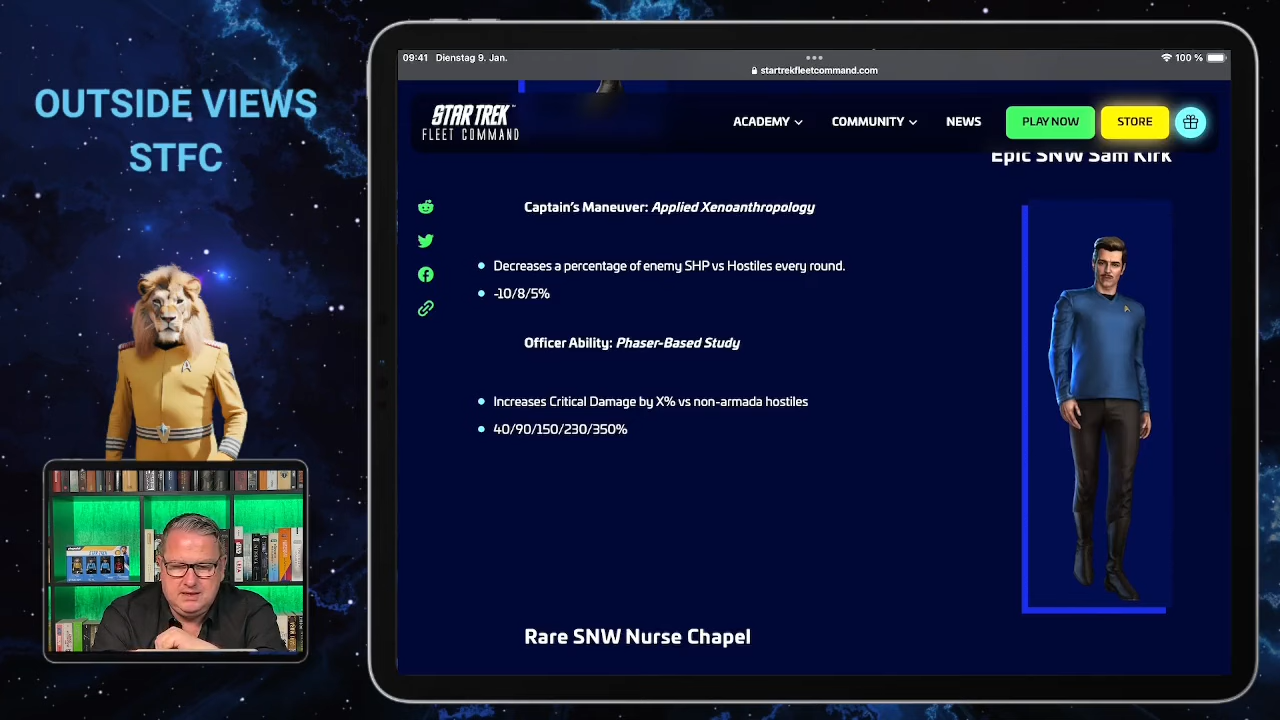 OUTSIDE VIEWS
STFC
09:41 Dienstag 9. Jan.
100 %
startrekfleetcommand.com
STAR TREK
FLEET COMMAND
ACADEMY
COMMUNITY
NEWS
PLAY NOW
STORE
Epic SNW Sam Kirk
Captain's Maneuver: Applied Xenoanthropology
Decreases a percentage of enemy SHP vs Hostiles every round.
-10/8/5%
Officer Ability: Phaser-Based Study
Increases Critical Damage by X% vs non-armada hostiles
40/90/150/230/350%
Rare SNW Nurse Chapel